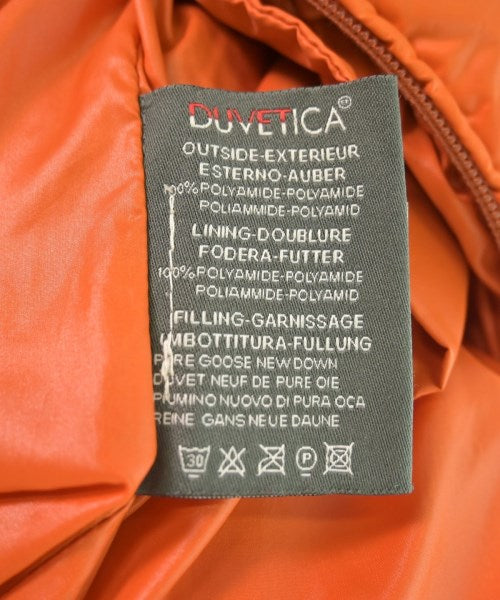 DUVETICA®
OUTSIDE-EXTERIEUR
ESTERNO-AUBER
100% POLYAMIDE-POLYAMIDE
POLIAMMIDE-POLYAMID
LINING-DOUBLURE
FODERA-FUTTER
100% POLYAMIDE-POLYAMIDE
POLIAMMIDE-POLYAMID
FILLING-GARNISSAGE
IMBOTTITURA-FULLUNG
PURE GOOSE NEW DOWN
DUVET NEUF DE PURE OIE
PIUMINO NUOVO DI PURA OCA
REINE GANS NEUE DAUNE
30 P